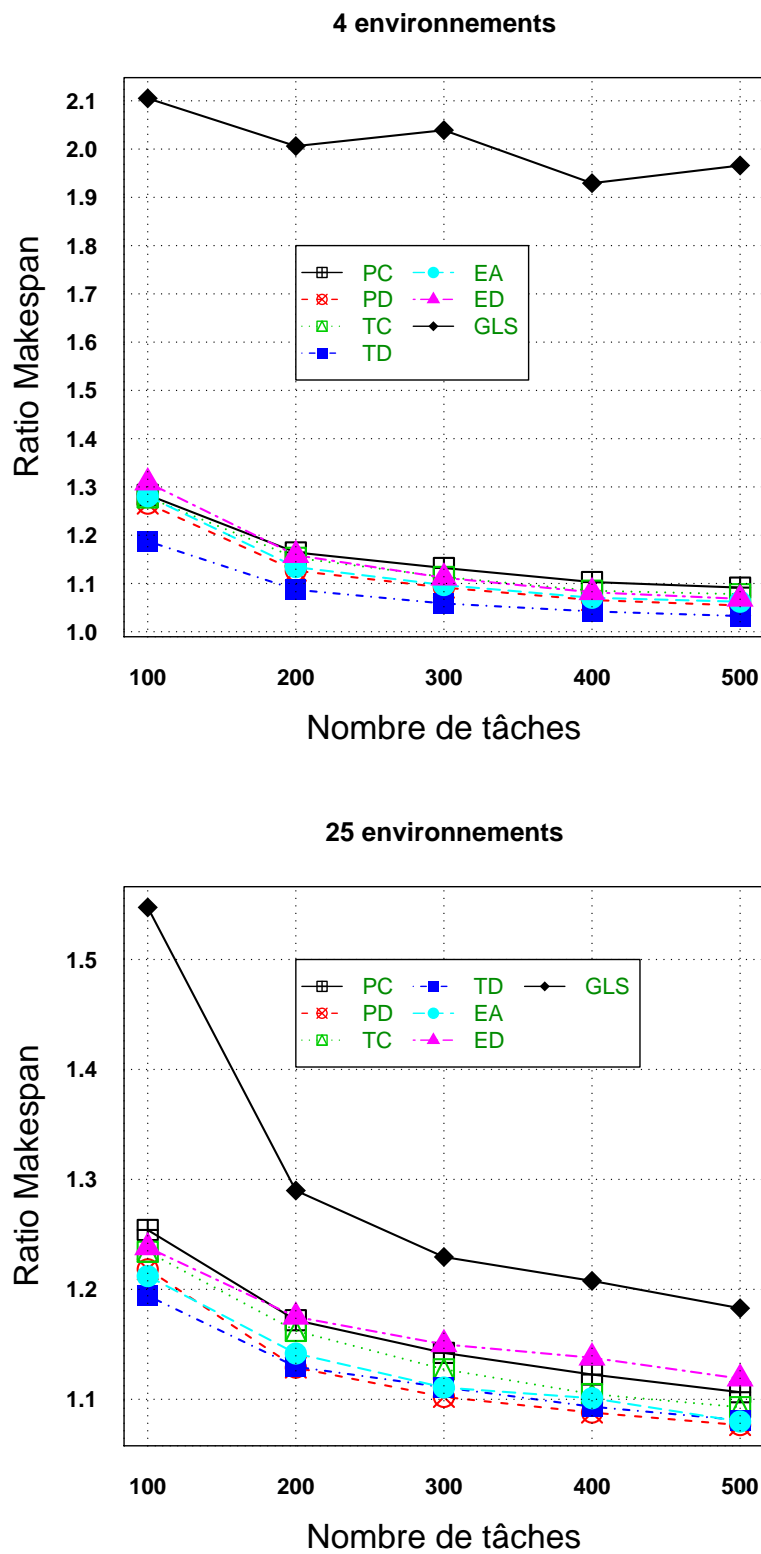 4 environnements
Ratio Makespan
2.1
2.0
1.9
1.8
1.7
1.6
1.5
1.4
1.3
1.2
1.1
1.0
PC EA
PD ED
TC GLS
TD
100 200 300 400 500
Nombre de tâches
25 environnements
Ratio Makespan
1.5
1.4
1.3
1.2
1.1
PC TD GLS
PD EA
TC ED
100 200 300 400 500
Nombre de tâches